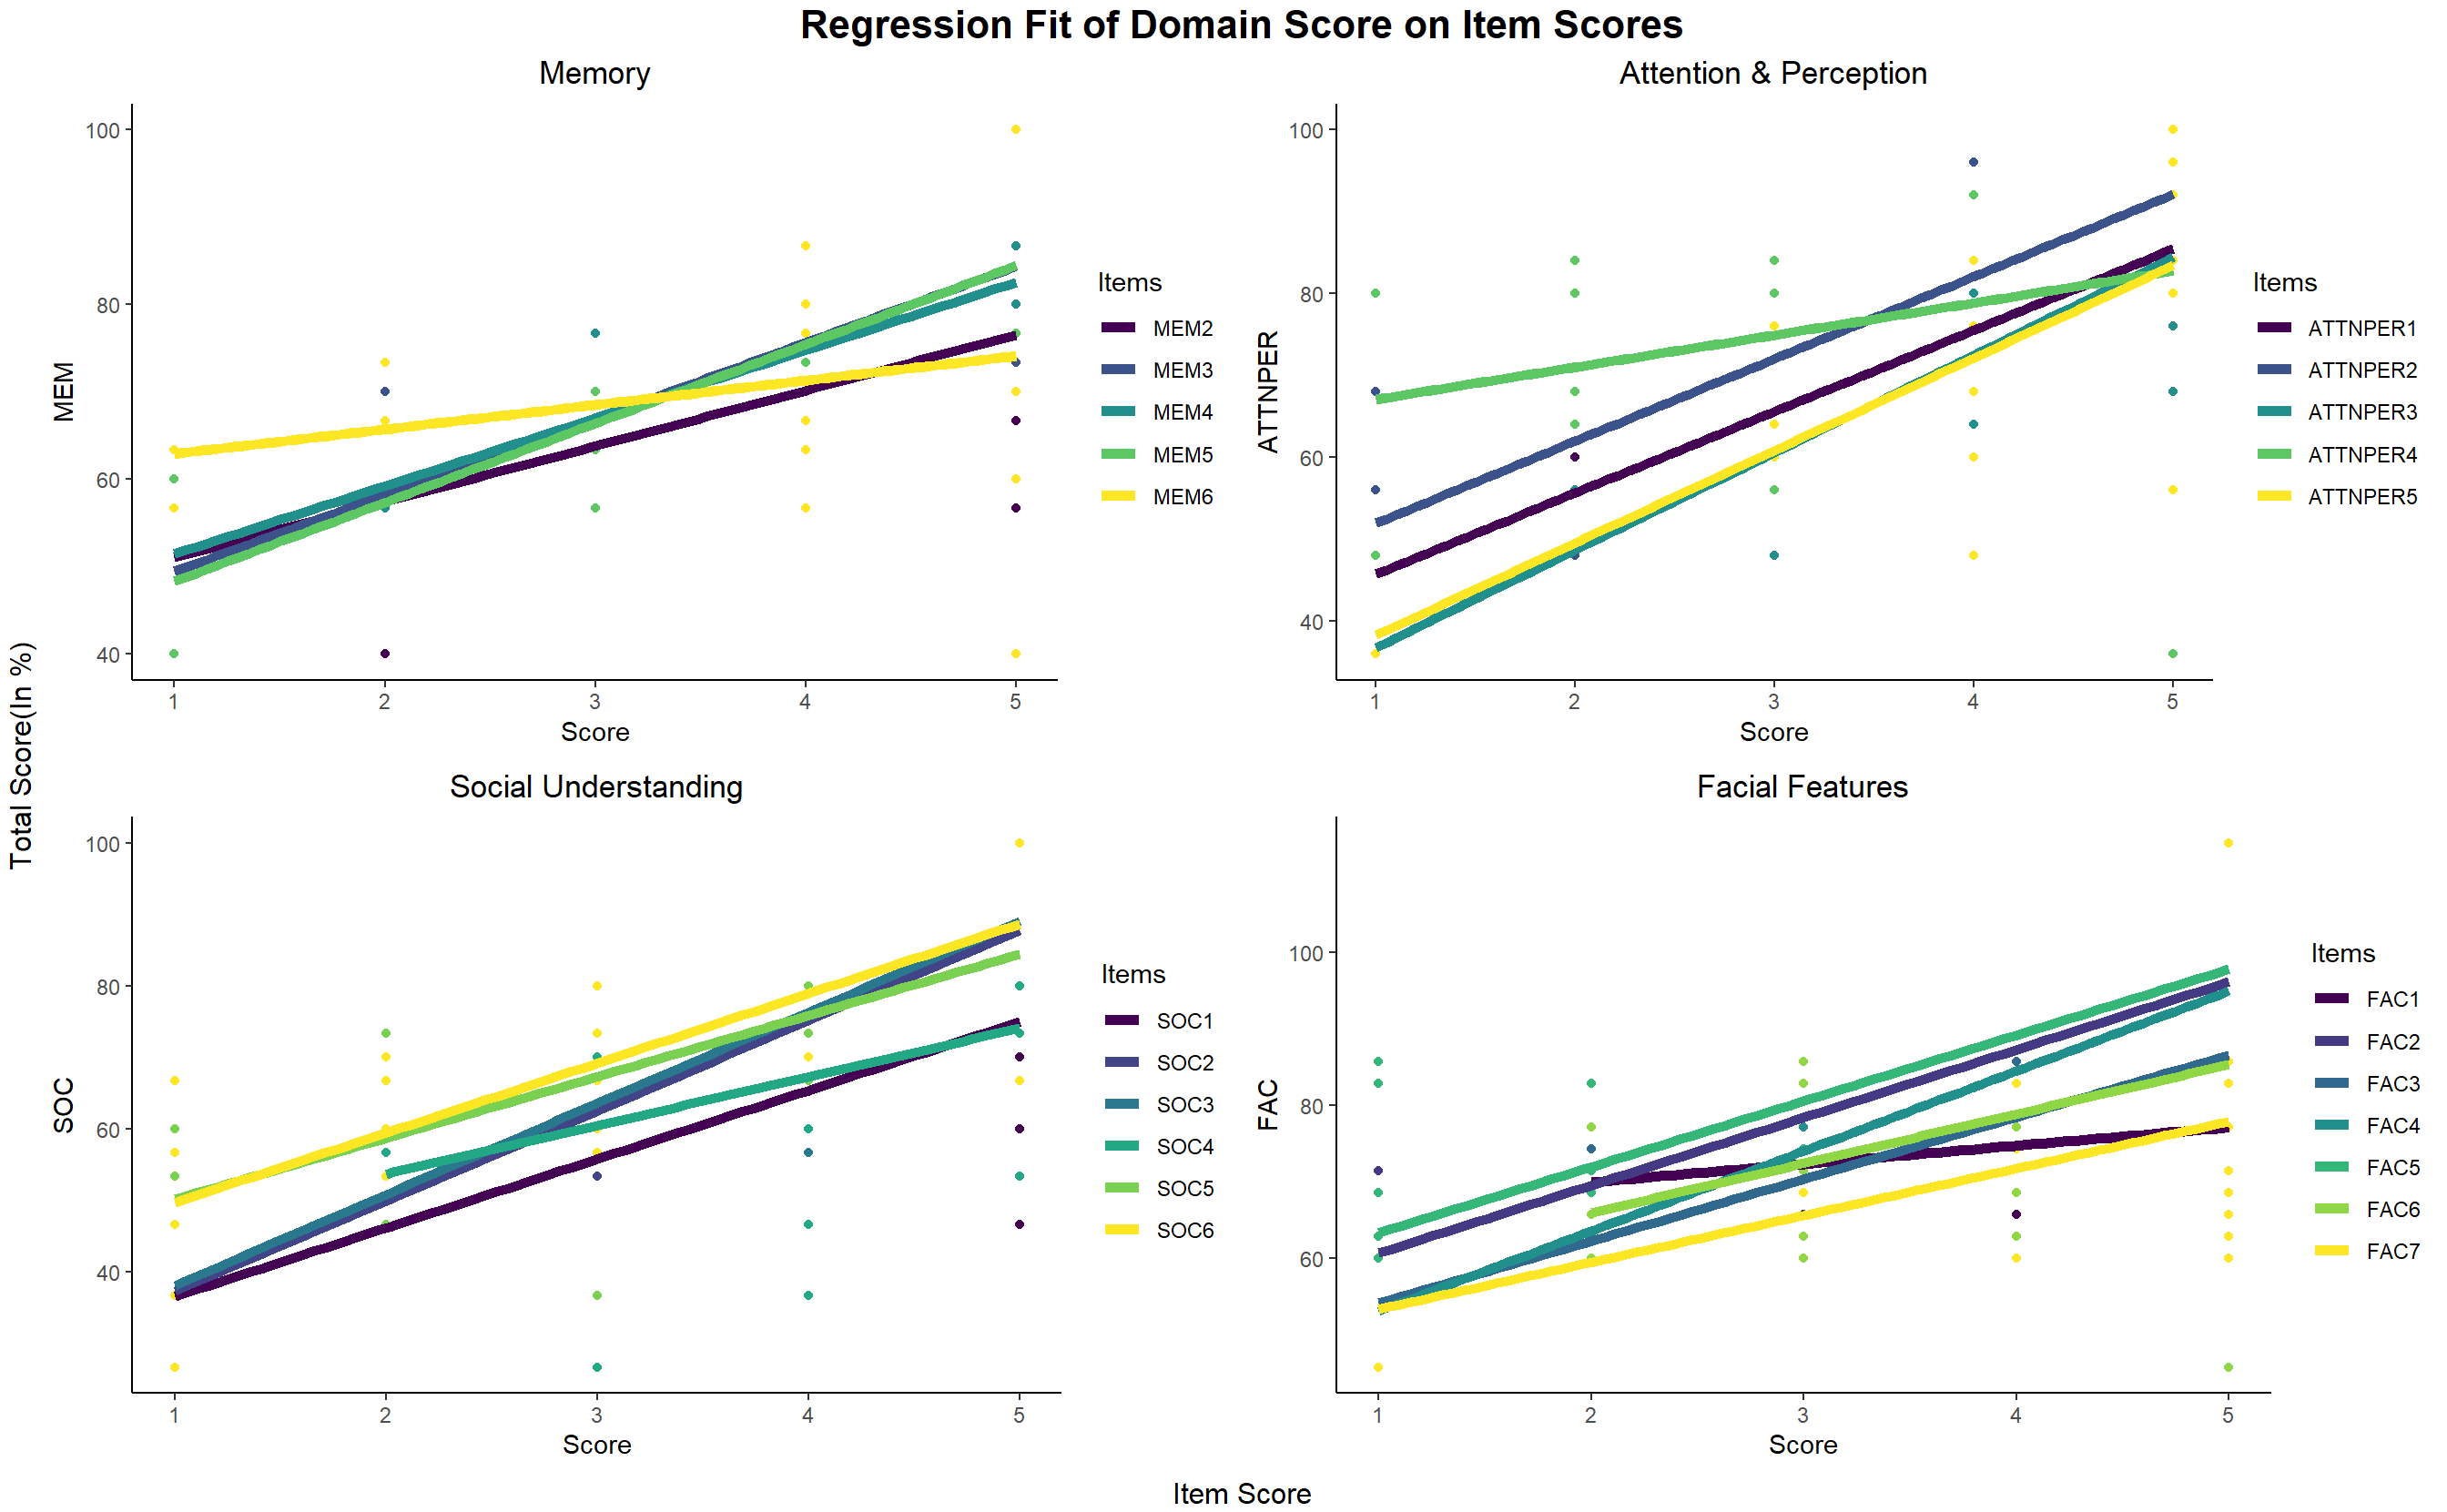 Regression Fit of Domain Score on Item Scores
Memory
100
80
60
40
MEM
1 2 3 4 5
Score
Items
MEM2
MEM3
MEM4
MEM5
MEM6
Attention & Perception
100
80
60
40
ATTNPER
1 2 3 4 5
Score
Items
ATTNPER1
ATTNPER2
ATTNPER3
ATTNPER4
ATTNPER5
Total Score(In %)
Social Understanding
100
80
60
40
SOC
1 2 3 4 5
Score
Items
SOC1
SOC2
SOC3
SOC4
SOC5
SOC6
Facial Features
100
80
60
FAC
1 2 3 4 5
Score
Items
FAC1
FAC2
FAC3
FAC4
FAC5
FAC6
FAC7
Item Score